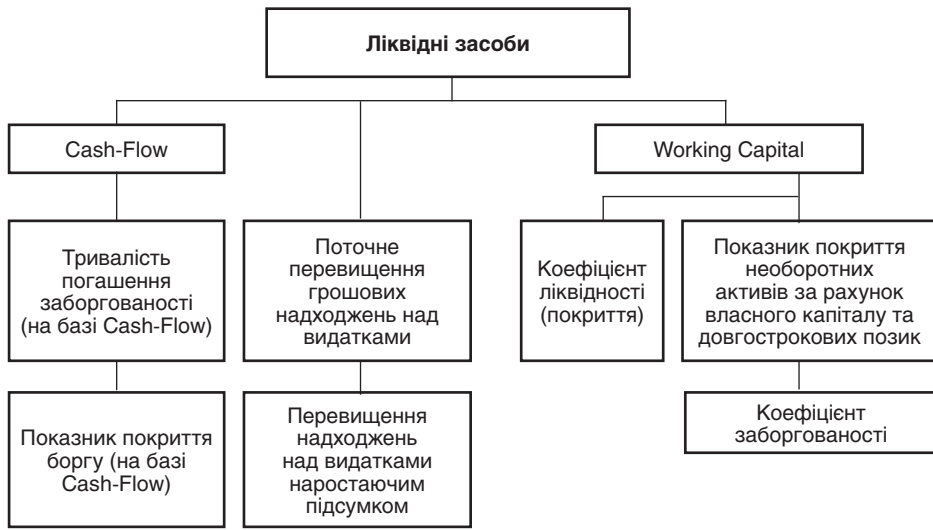 Ліквідні засоби
Cash-Flow
Working Capital
Тривалість
погашення
заборгованості
(на базі Cash-Flow)
Поточне
перевищення
грошових
надходжень над
видатками
Коефіцієнт
ліквідності
(покриття)
Показник покриття
необоротних
активів за рахунок
власного капіталу та
довгострокових позик
Показник покриття
боргу (на базі
Cash-Flow)
Перевищення
надходжень
над видатками
наростаючим
підсумком
Коефіцієнт
заборгованості